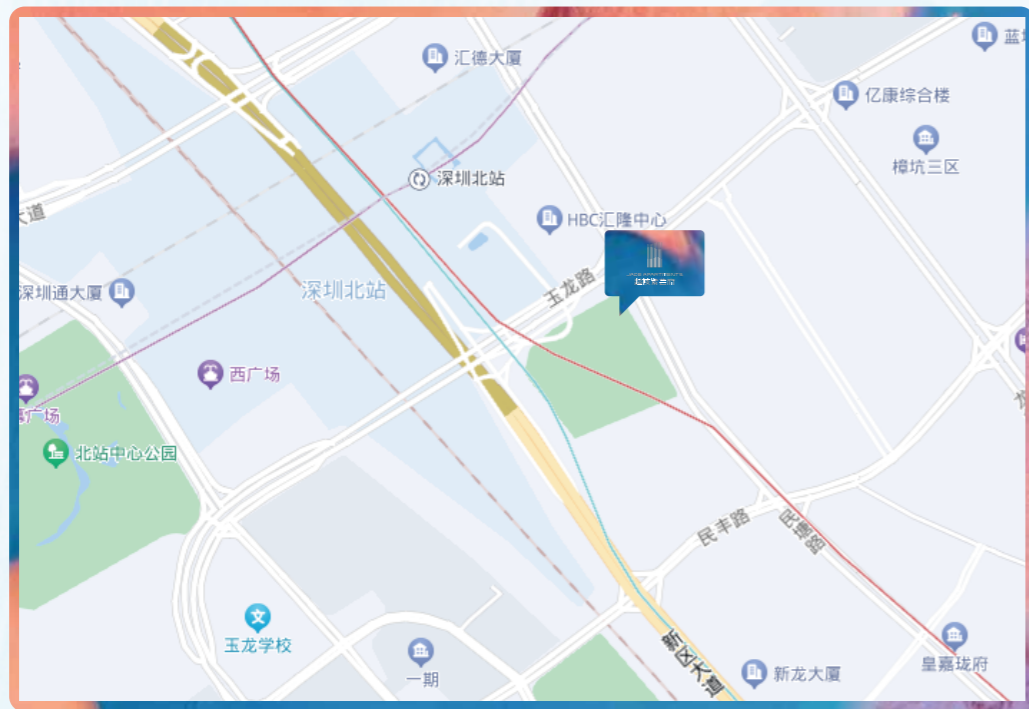 汇德大厦
蓝
亿康综合楼
樟坑三区
深圳北站
大道
HBC汇隆中心
深圳通大厦
深圳北站
玉龙路
西广场
广场
北站中心公园
民丰路
民塘路
文
玉龙学校
一期
新区大道
新龙大厦
皇嘉珑府
龙